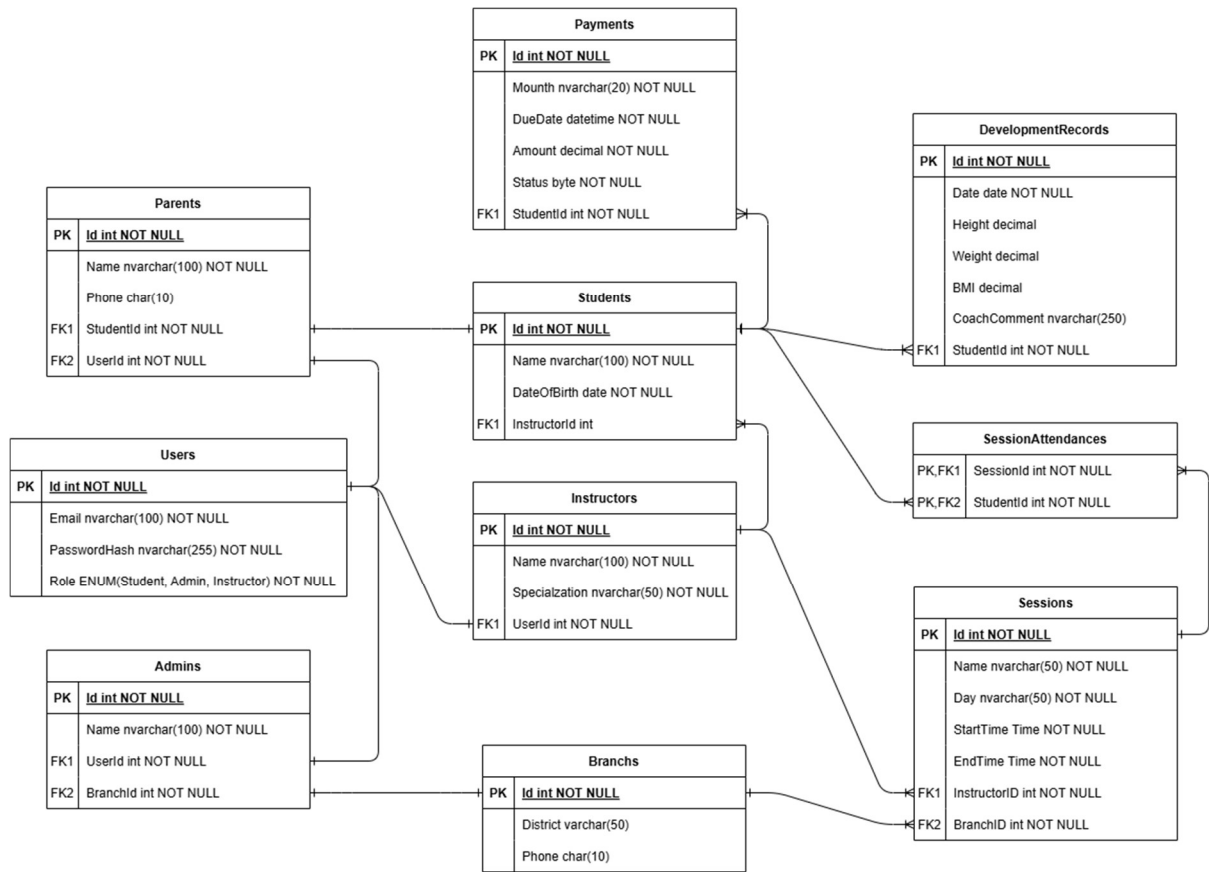 Payments
PK Id int NOT NULL
Mounth nvarchar(20) NOT NULL
DueDate datetime NOT NULL
Amount decimal NOT NULL
Status byte NOT NULL
FK1 StudentId int NOT NULL
DevelopmentRecords
PK Id int NOT NULL
Date date NOT NULL
Height decimal
Weight decimal
BMI decimal
CoachComment nvarchar(250)
FK1 StudentId int NOT NULL
Parents
PK Id int NOT NULL
Name nvarchar(100) NOT NULL
Phone char(10)
FK1 StudentId int NOT NULL
FK2 UserId int NOT NULL
Students
PK Id int NOT NULL
Name nvarchar(100) NOT NULL
DateOfBirth date NOT NULL
FK1 InstructorId int
SessionAttendances
PK,FK1 SessionId int NOT NULL
PK,FK2 StudentId int NOT NULL
Users
PK Id int NOT NULL
Email nvarchar(100) NOT NULL
PasswordHash nvarchar(255) NOT NULL
Role ENUM(Student, Admin, Instructor) NOT NULL
Instructors
PK Id int NOT NULL
Name nvarchar(100) NOT NULL
Specialzation nvarchar(50) NOT NULL
FK1 UserId int NOT NULL
Sessions
PK Id int NOT NULL
Name nvarchar(50) NOT NULL
Day nvarchar(50) NOT NULL
StartTime Time NOT NULL
EndTime Time NOT NULL
FK1 InstructorID int NOT NULL
FK2 BranchID int NOT NULL
Admins
PK Id int NOT NULL
Name nvarchar(100) NOT NULL
FK1 UserId int NOT NULL
FK2 BranchId int NOT NULL
Branchs
PK Id int NOT NULL
District varchar(50)
Phone char(10)